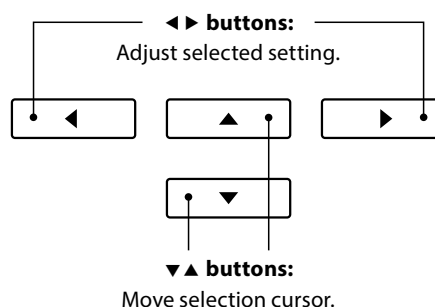 ◀ ▶ buttons:
Adjust selected setting.
◀
▲
▶
▼
▼▲ buttons:
Move selection cursor.